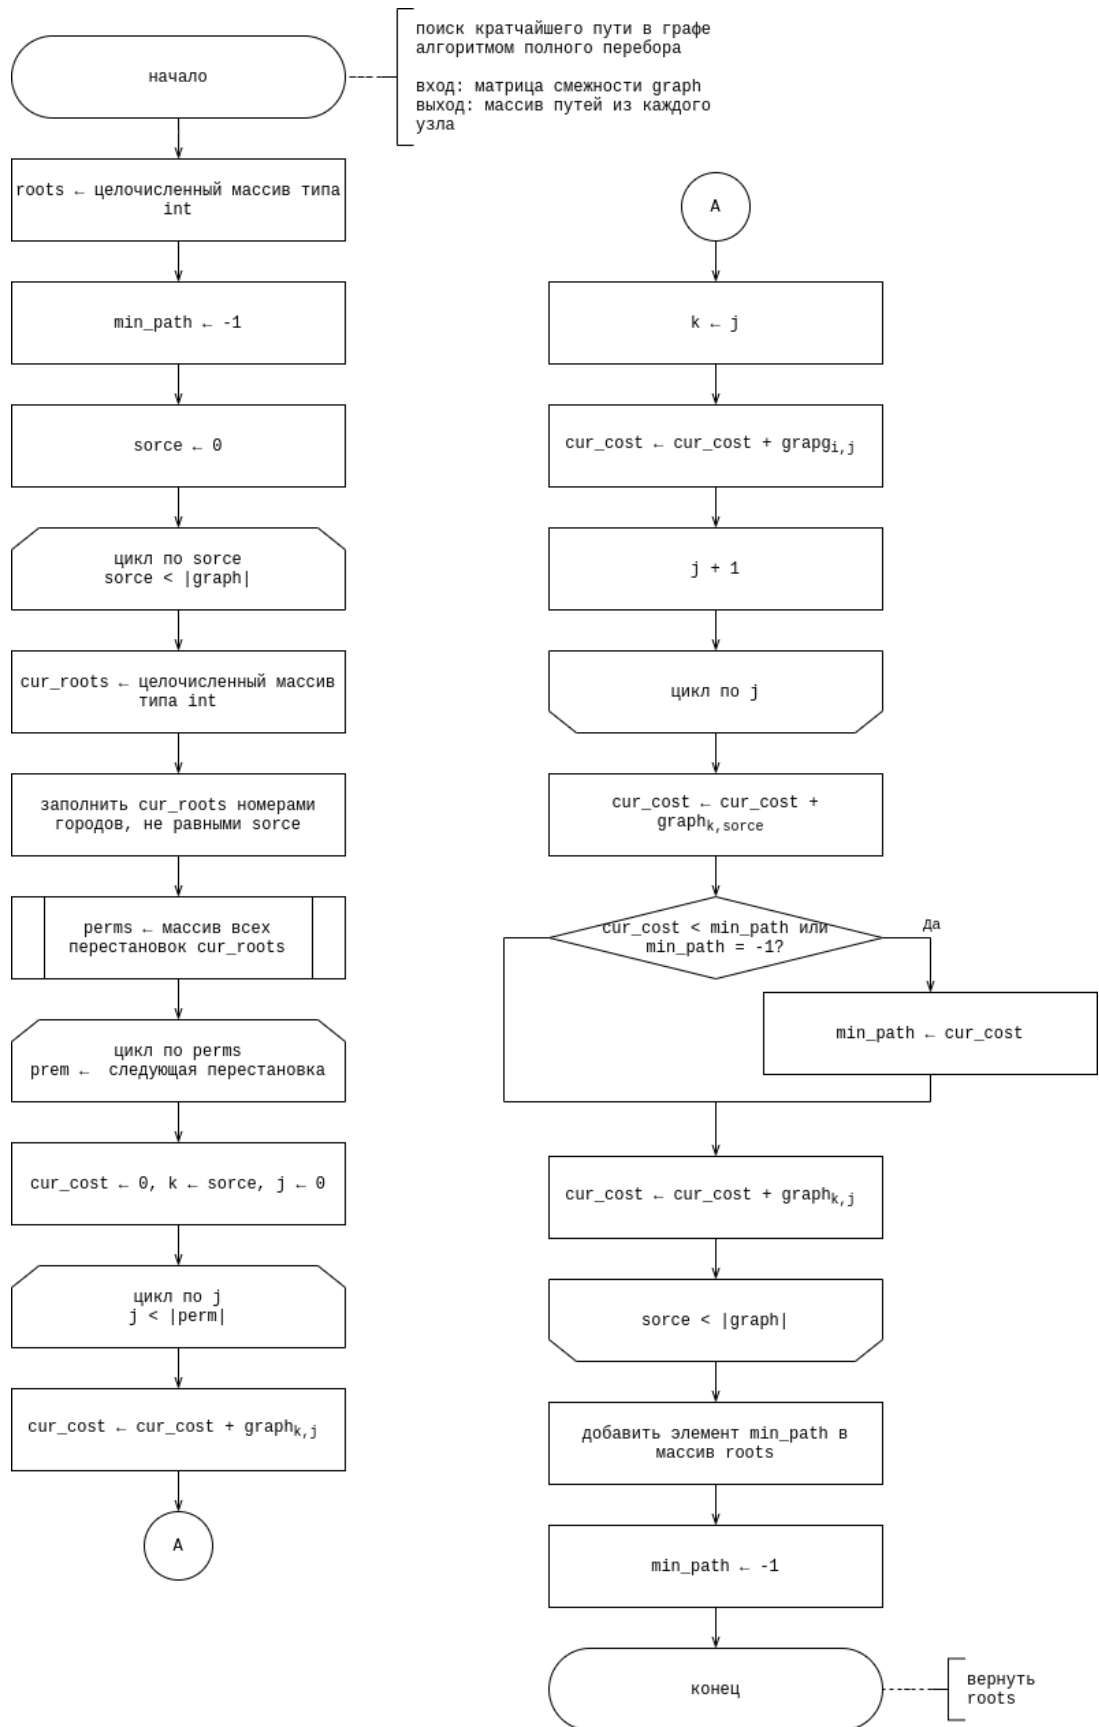 поиск кратчайшего пути в графе
алгоритмом полного перебора
вход: матрица смежности graph
выход: массив путей из каждого
узла
начало
roots ← целочисленный массив типа
int
min_path ← -1
sorce ← 0
цикл по sorce
sorce < |graph|
cur_roots ← целочисленный массив
типа int
заполнить cur_roots номерами
городов, не равными sorce
perms ← массив всех
перестановок cur_roots
цикл по perms
prem ← следующая перестановка
cur_cost ← 0, k ← sorce, j ← 0
цикл по j
j < |perm|
cur_cost ← cur_cost + graphk,j
A
A
k ← j
cur_cost ← cur_cost + grapgi,j
j + 1
цикл по j
cur_cost ← cur_cost +
graphk,sorce
cur_cost < min_path или
min_path = -1?
Да
min_path ← cur_cost
cur_cost ← cur_cost + graphk,j
sorce < |graph|
добавить элемент min_path в
массив roots
min_path ← -1
конец
вернуть
roots